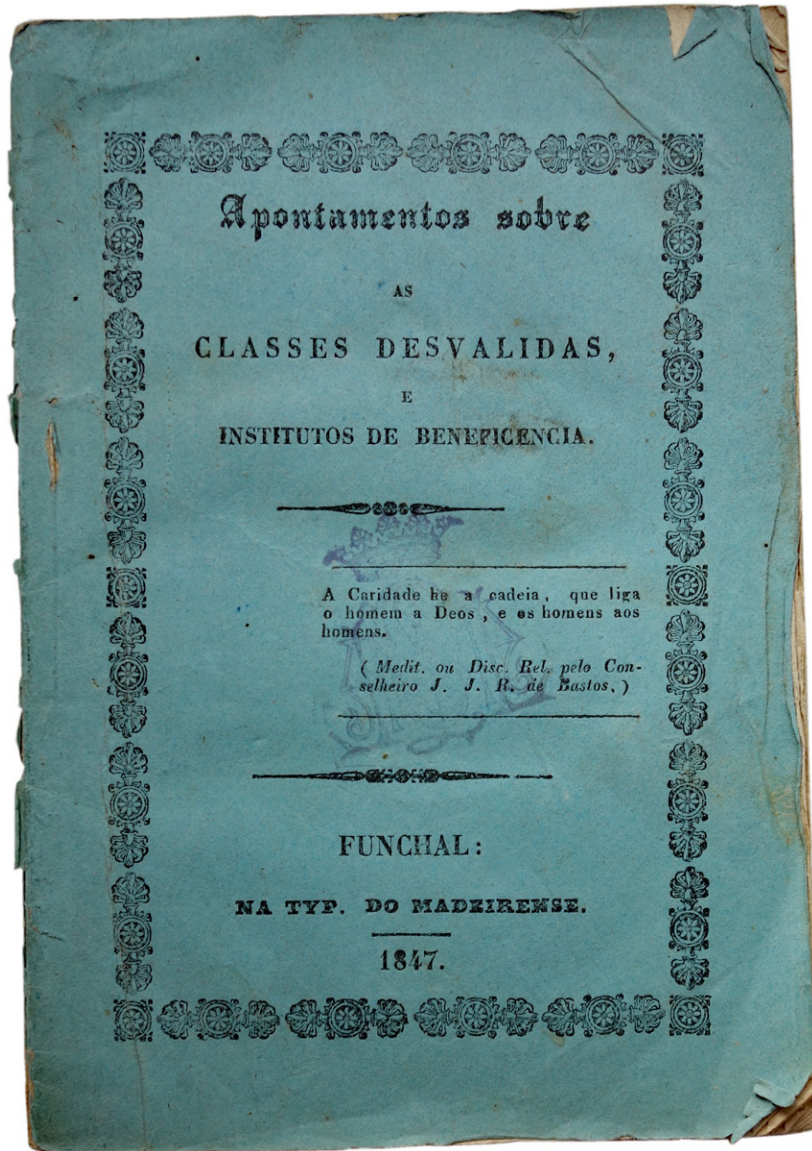 Apontamentos sobre
AS
CLASSES DESVALIDAS,
E
INSTITUTOS DE BENEFICENCIA.
A Caridade he a cadeia, que liga
o homem a Deos, e os homens aos
homens.
(Medit. ou Disc. Rel. pelo Con-
selheiro J. J. R. de Bastos.)
FUNCHAL:
NA TYP. DO MADEIRENSE.
1847.